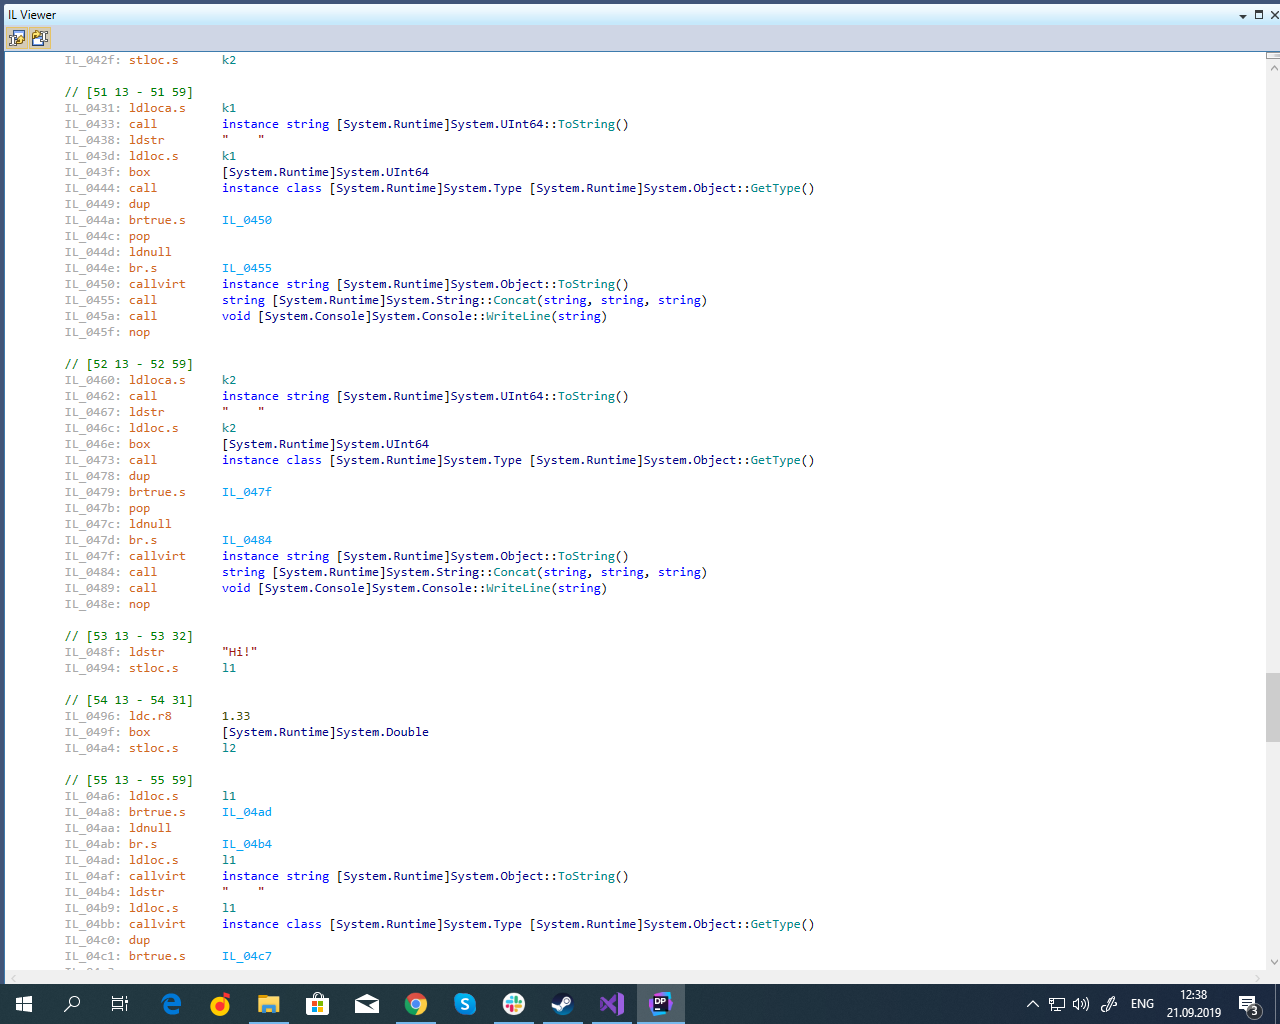 IL Viewer
IL_042f: stloc.s      k2
// [51 13 - 51 59]
IL_0431: ldloca.s     k1
IL_0433: call         instance string [System.Runtime]System.UInt64::ToString()
IL_0438: ldstr        "    "
IL_043d: ldloc.s      k1
IL_043f: box          [System.Runtime]System.UInt64
IL_0444: call         instance class [System.Runtime]System.Type [System.Runtime]System.Object::GetType()
IL_0449: dup
IL_044a: brtrue.s     IL_0450
IL_044c: pop
IL_044d: ldnull
IL_044e: br.s         IL_0455
IL_0450: callvirt     instance string [System.Runtime]System.Object::ToString()
IL_0455: call         string [System.Runtime]System.String::Concat(string, string, string)
IL_045a: call         void [System.Console]System.Console::WriteLine(string)
IL_045f: nop
// [52 13 - 52 59]
IL_0460: ldloca.s     k2
IL_0462: call         instance string [System.Runtime]System.UInt64::ToString()
IL_0467: ldstr        "    "
IL_046c: ldloc.s      k2
IL_046e: box          [System.Runtime]System.UInt64
IL_0473: call         instance class [System.Runtime]System.Type [System.Runtime]System.Object::GetType()
IL_0478: dup
IL_0479: brtrue.s     IL_047f
IL_047b: pop
IL_047c: ldnull
IL_047d: br.s         IL_0484
IL_047f: callvirt     instance string [System.Runtime]System.Object::ToString()
IL_0484: call         string [System.Runtime]System.String::Concat(string, string, string)
IL_0489: call         void [System.Console]System.Console::WriteLine(string)
IL_048e: nop
// [53 13 - 53 32]
IL_048f: ldstr        "Hi!"
IL_0494: stloc.s      l1
// [54 13 - 54 31]
IL_0496: ldc.r8       1.33
IL_049f: box          [System.Runtime]System.Double
IL_04a4: stloc.s      l2
// [55 13 - 55 59]
IL_04a6: ldloc.s      l1
IL_04a8: brtrue.s     IL_04ad
IL_04aa: ldnull
IL_04ab: br.s         IL_04b4
IL_04ad: ldloc.s      l1
IL_04af: callvirt     instance string [System.Runtime]System.Object::ToString()
IL_04b4: ldstr        "    "
IL_04b9: ldloc.s      l1
IL_04bb: callvirt     instance class [System.Runtime]System.Type [System.Runtime]System.Object::GetType()
IL_04c0: dup
IL_04c1: brtrue.s     IL_04c7
DP
ENG
12:38
21.09.2019
3